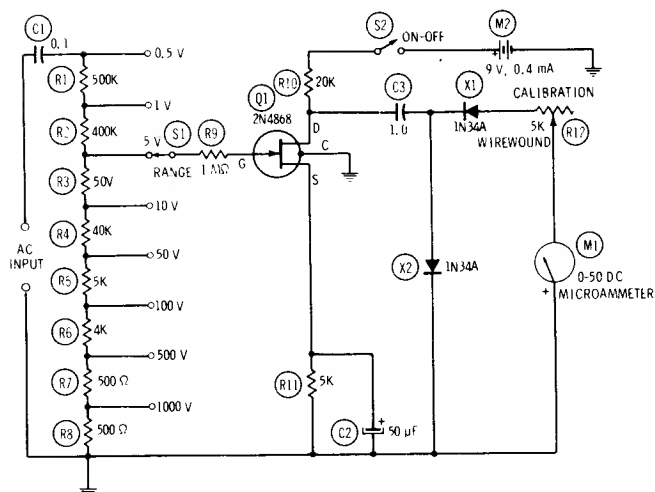 C1
0.1
R1
500K
R2
400K
R3
50V
R4
40K
R5
5K
R6
4K
R7
500 Ω
R8
500 Ω
AC
INPUT
0.5 V
1 V
5 V
10 V
50 V
100 V
500 V
1000 V
S1
RANGE
R9
1 MΩ
Q1
2N4868
G
D
C
S
R10
20K
S2
ON-OFF
M2
+
9 V, 0.4 mA
C3
1.0
X1
1N34A
CALIBRATION
5K
WIREWOUND
R12
X2
1N34A
M1
0-50 DC
MICROAMMETER
+
R11
5K
C2
+
50 µF